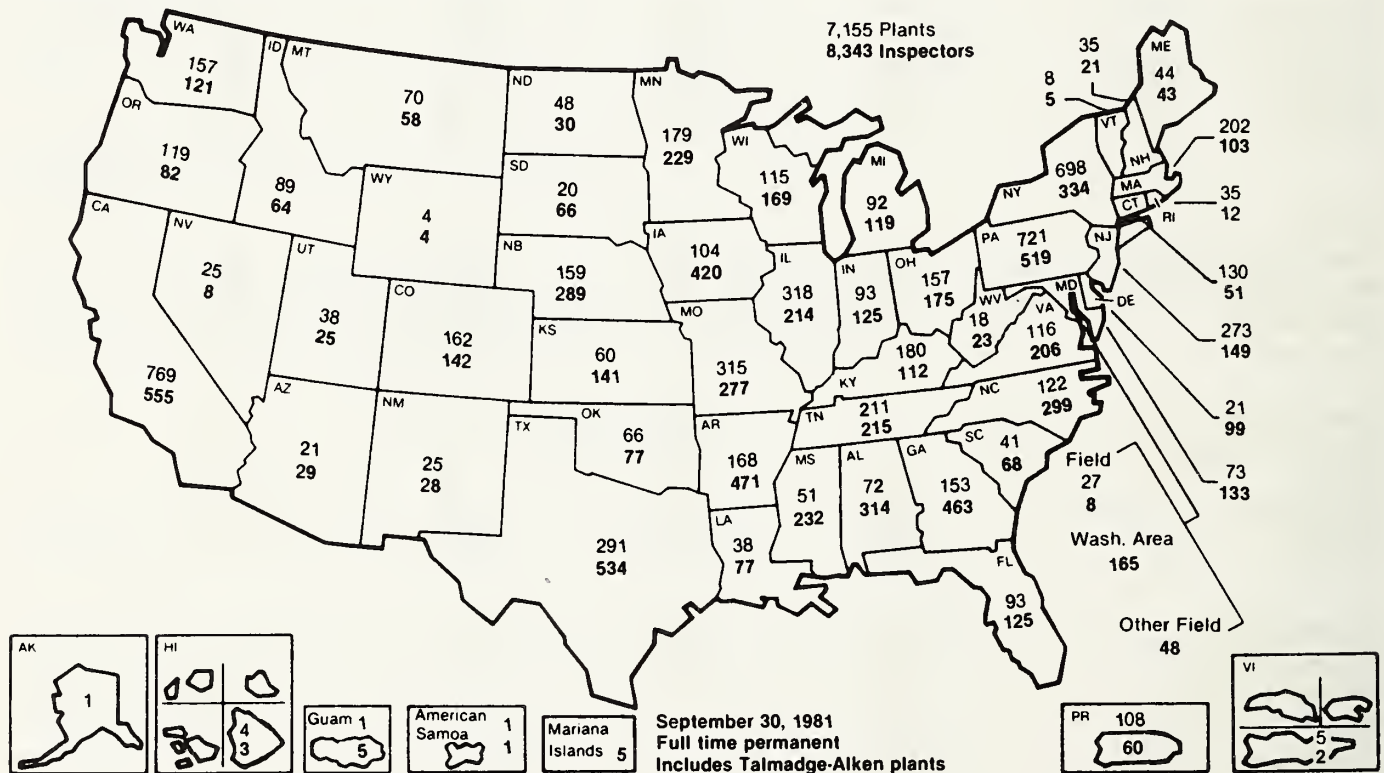 7,155 Plants
8,343 Inspectors
WA
157
121
OR
119
82
CA
769
555
ID
89
64
NV
25
8
MT
70
58
WY
4
4
UT
38
25
AZ
21
29
CO
162
142
NM
25
28
ND
48
30
SD
20
66
NB
159
289
KS
60
141
OK
66
77
TX
291
534
MN
179
229
IA
104
420
MO
315
277
AR
168
471
LA
38
77
WI
115
169
IL
318
214
MI
92
119
IN
93
125
OH
157
175
KY
180
112
TN
211
215
MS
51
232
AL
72
314
GA
153
463
FL
93
125
SC
41
68
NC
122
299
WV
18
23
VA
116
206
MD
DE
PA
721
519
NJ
NY
698
334
VT
NH
MA
CT
RI
ME
44
43
8
5
35
21
202
103
35
12
130
51
273
149
21
99
73
133
Field
27
8
Wash. Area
165
Other Field
48
AK
1
HI
4
3
Guam 1
5
American 1
Samoa 1
Mariana
Islands 5
September 30, 1981
Full time permanent
Includes Talmadge-Aiken plants
PR 108
60
VI
5
2